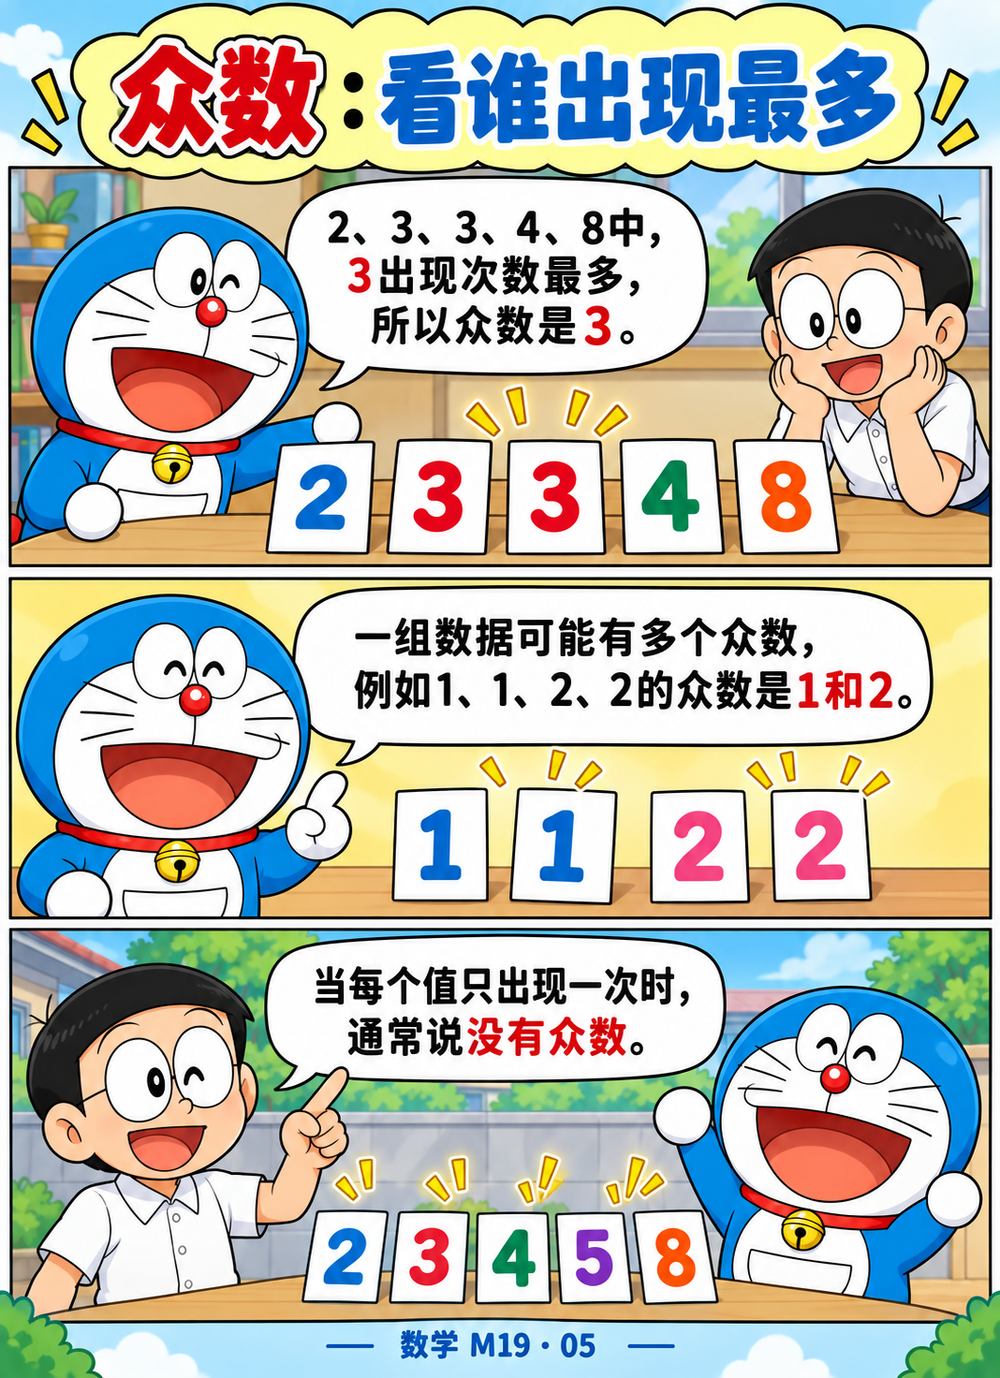 众数：看谁出现最多
2、3、3、4、8中，
3出现次数最多，
所以众数是3。
2 3 3 4 8
一组数据可能有多个众数，
例如1、1、2、2的众数是1和2。
1 1 2 2
当每个值只出现一次时，
通常说没有众数。
2 3 4 5 8
数学 M19·05